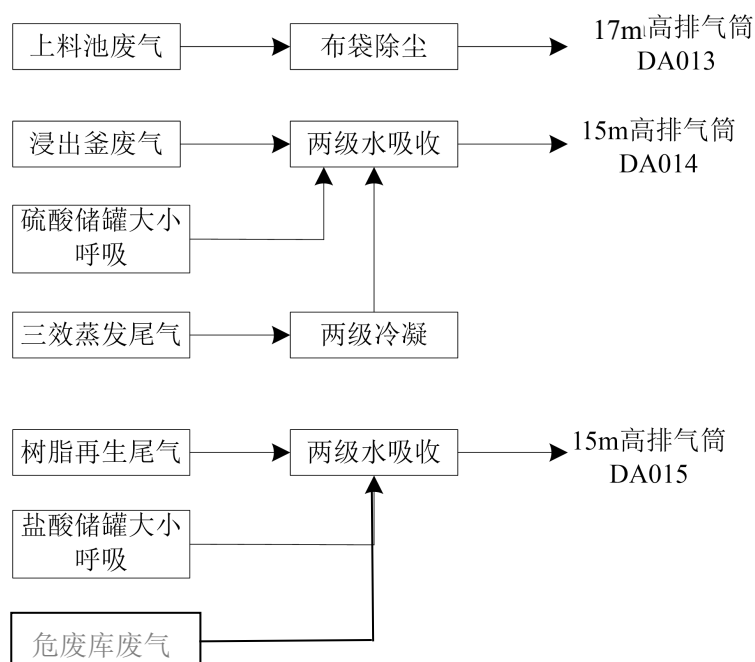 上料池废气
布袋除尘
17m高排气筒
DA013
浸出釜废气
两级水吸收
15m高排气筒
DA014
硫酸储罐大小
呼吸
三效蒸发尾气
两级冷凝
树脂再生尾气
两级水吸收
15m高排气筒
DA015
盐酸储罐大小
呼吸
危废库废气